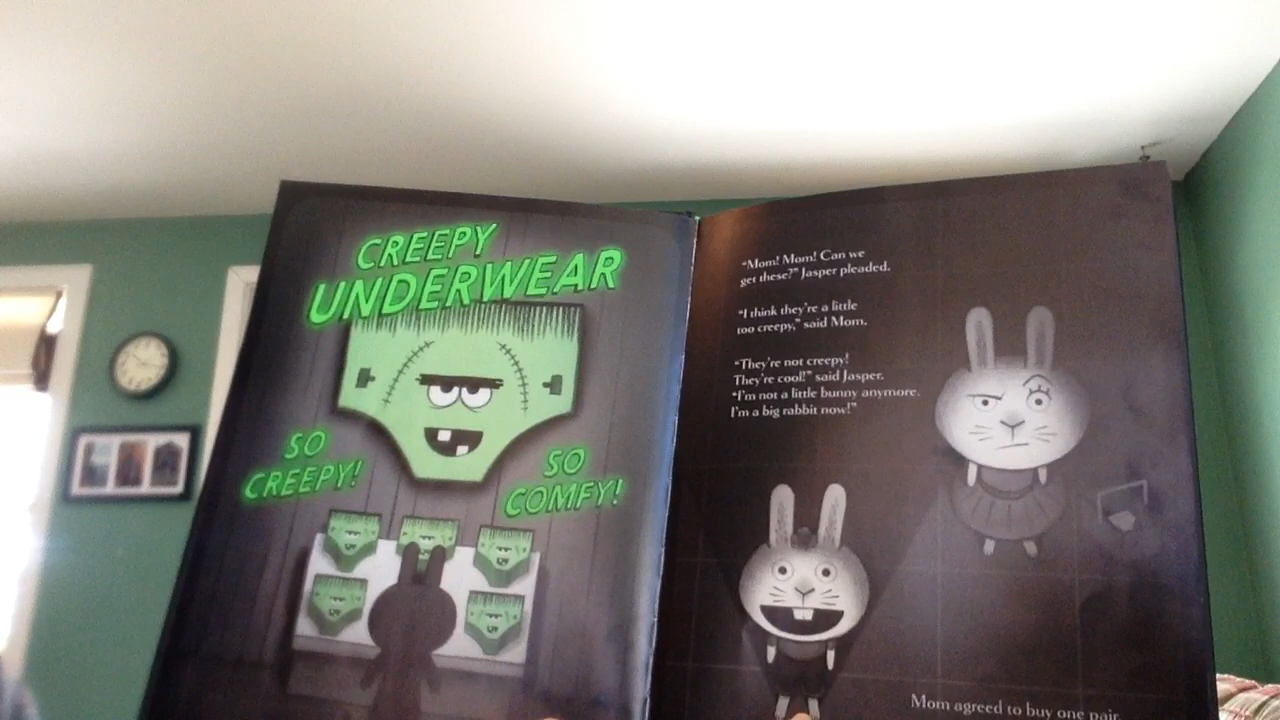 CREEPY
UNDERWEAR
SO
CREEPY!
SO
COMFY!
“Mom! Mom! Can we
get these?” Jasper pleaded.
“I think they’re a little
too creepy,” said Mom.
“They’re not creepy!
They’re cool!” said Jasper.
“I’m not a little bunny anymore.
I’m a big rabbit now!”
Mom agreed to buy one pair.